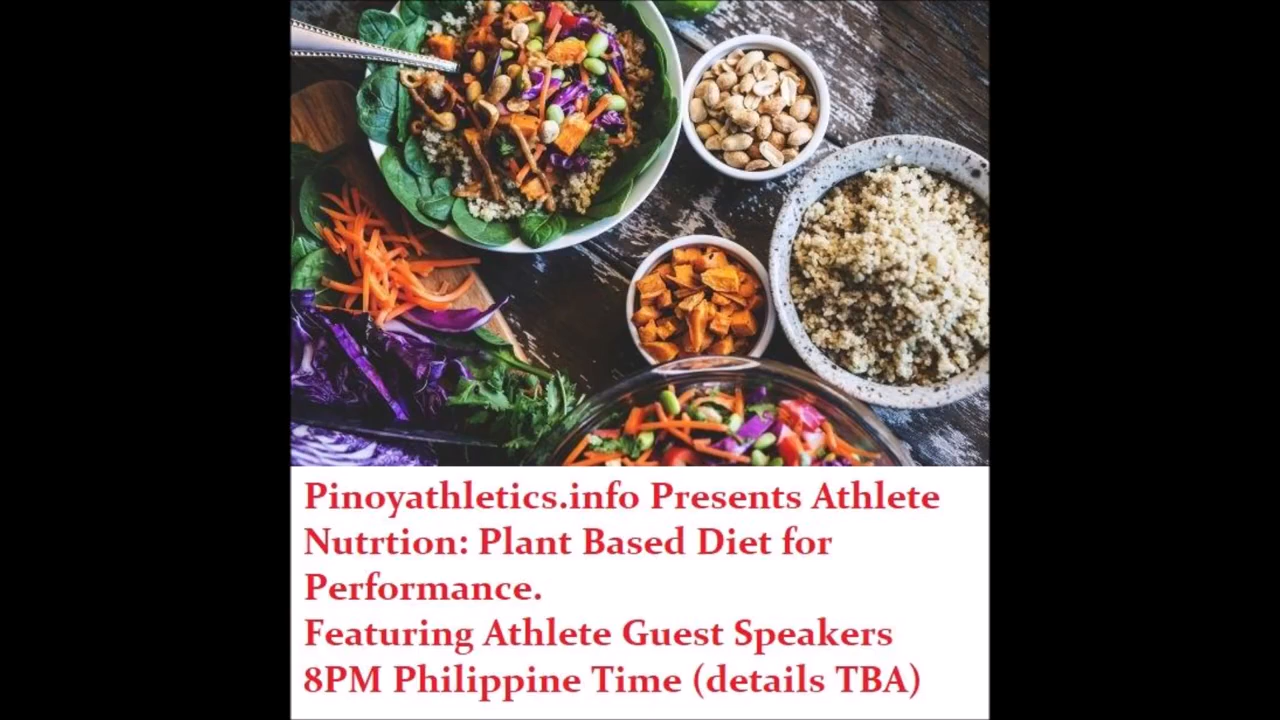 Pinoyathletics.info Presents Athlete
Nutrtion: Plant Based Diet for
Performance.
Featuring Athlete Guest Speakers
8PM Philippine Time (details TBA)